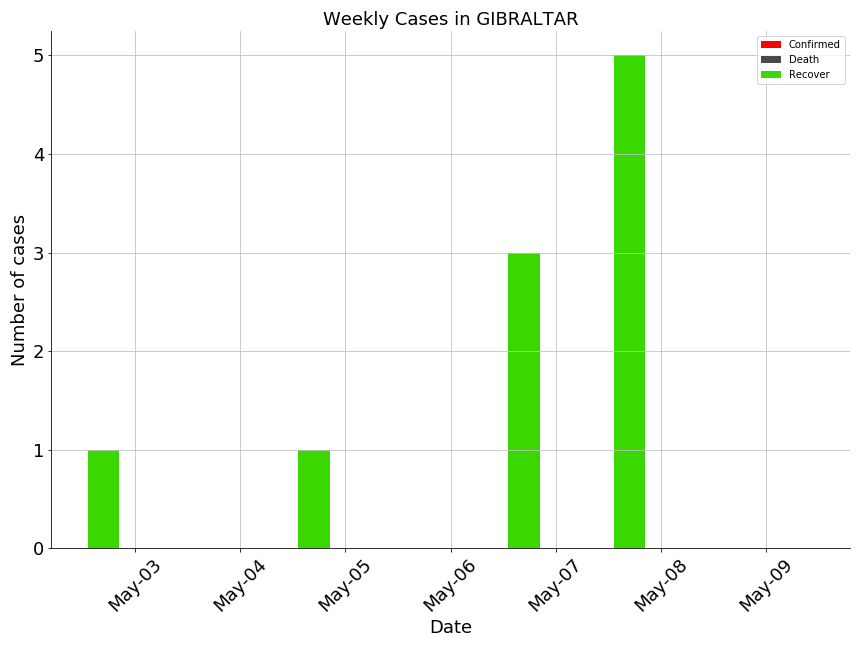 Weekly Cases in GIBRALTAR
Confirmed
Death
Recover
Number of cases
5
4
3
2
1
0
May-03
May-04
May-05
May-06
May-07
May-08
May-09
Date